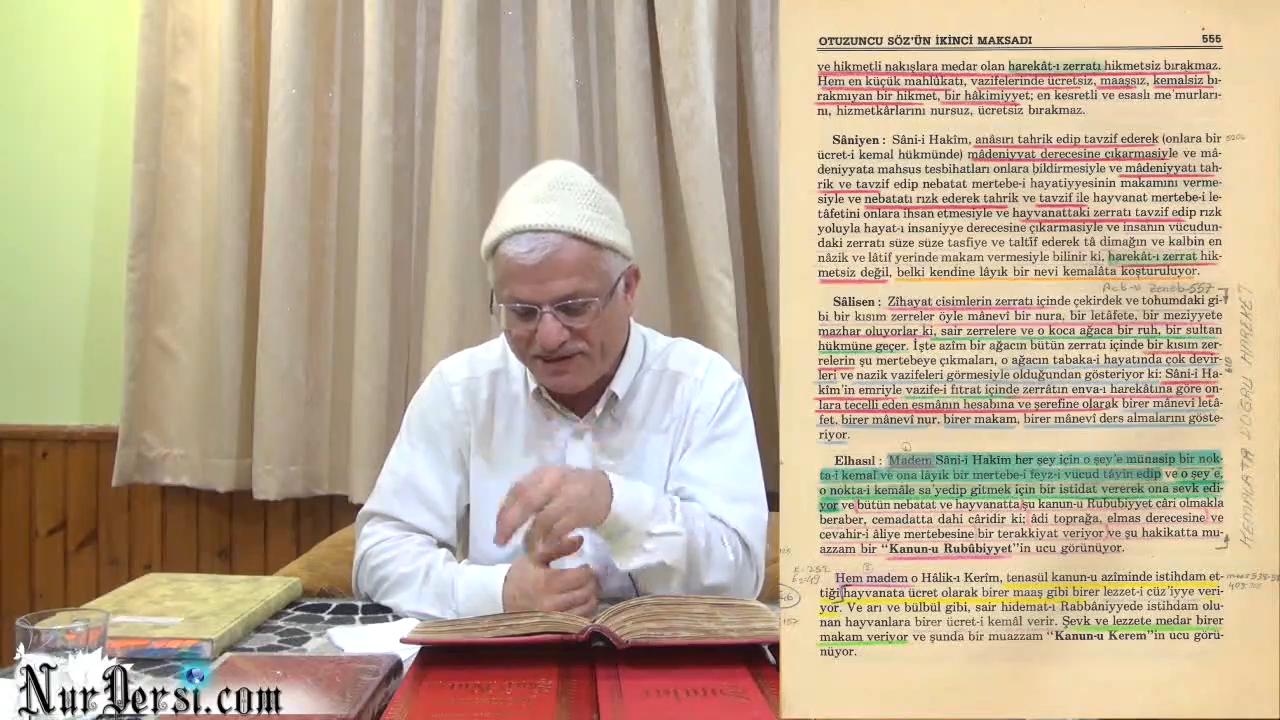 OTUZUNCU SÖZ'ÜN İKİNCİ MAKSADI 555
ve hikmetli nakışlara medar olan harekât-ı zerratı hikmetsiz bırakmaz.
Hem en küçük mahlûkatı, vazifelerinde ücretsiz, maaşsız, kemalsiz bı-
rakmıyan bir hikmet, bir hâkimiyyet; en kesretli ve esaslı me'murları-
nı, hizmetkârlarını nursuz, ücretsiz bırakmaz.
Sâniyen : Sâni-i Hakîm, anâsırı tahrik edip tavzif ederek (onlara bir
ücret-i kemal hükmünde) mâdeniyyat derecesine çıkarmasiyle ve mâ-
deniyyata mahsus tesbihatı onlara bildirmesiyle ve mâdeniyyatı tah-
rik ve tavzif edip nebatat mertebe-i hayatiyyesinin makamını verme-
siyle ve nebatatı rızk ederek tahrik ve tavzif ile hayvanat mertebe-i le-
tâfetini onlara ihsan etmesiyle ve hayvanattaki zerratı tavzif edip rızk
yoluyla hayat-ı insaniyye derecesine çıkarmasiyle ve insanın vücudun-
daki zerratı süze süze tasfiye ve taltîf ederek tâ dimağın ve kalbin en
nâzik ve lâtif yerinde makam vermesiyle bilinir ki, harekât-ı zerrat hik-
metsiz değil, belki kendine lâyık bir nevi kemalâta koşturuluyor.
Sâlisen : Zîhayat cisimlerin zerratı içinde çekirdek ve tohumdaki gi-
bi bir kısım zerreler öyle mânevî bir nura, bir letâfete, bir meziyyete
mazhar oluyorlar ki, sair zerrelere ve o koca ağaca bir ruh, bir sultan
hükmüne geçer. İşte azîm bir ağacın bütün zerratı içinde bir kısım zer-
relerin şu mertebeye çıkmaları, o ağacın tabaka-i hayatında çok devir-
leri ve nazik vazifeleri görmesiyle olduğundan gösteriyor ki: Sâni-i Ha-
kîm'in emriyle vazife-i fıtrat içinde zerrâtın enva-ı harekâtına göre on-
lara tecelli eden esmânın hesabına ve şerefine olarak birer mânevî letâ-
fet, birer mânevî nur, birer makam, birer mânevî ders almalarını göste-
riyor.
Elhasıl : Madem Sâni-i Hakîm her şey için o şey'e münasip bir nok-
ta-i kemal ve ona lâyık bir mertebe-i feyz-i vücud tâyin edip ve o şey'e,
o nokta-i kemâle sa'yedip gitmek için bir istidat vererek ona sevk edi-
yor ve bütün nebatat ve hayvanatta şu kanun-u Rububiyyet câri olmakla
beraber, cemadatta dahi câridir ki; âdi toprağa, elmas derecesine ve
cevahir-i âliye mertebesine bir terakkiyat veriyor ve şu hakikatta mu-
azzam bir "Kanun-u Rubûbiyyet"in ucu görünüyor.
Hem madem o Hâlik-ı Kerîm, tenasül kanun-u azîminde istihdam et-
tiği hayvanata ücret olarak birer maaş gibi birer lezzet-i cüz'iyye veri-
yor. Ve arı ve bülbül gibi, sair hidemat-ı Rabbâniyyede istihdam olu-
nan hayvanlara birer ücret-i kemâl verir. Şevk ve lezzete medar birer
makam veriyor ve şunda bir muazzam "Kanun-u Kerem"in ucu görü-
nüyor.
KEMALATA DOĞRU HAREKET
NurDersi.com